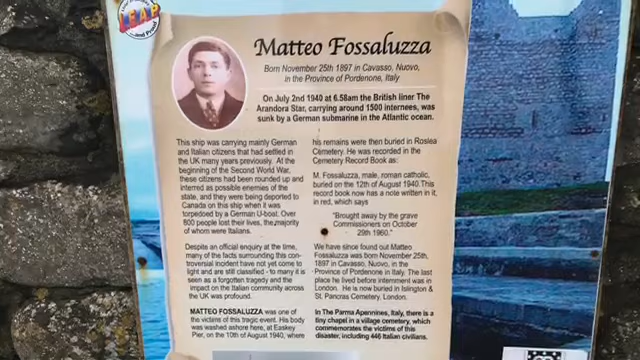 LEAP
Matteo Fossaluzza
Born November 25th 1897 in Cavasso, Nuovo,
in the Province of Pordenone, Italy
On July 2nd 1940 at 6.58am the British liner The
Arandora Star, carrying around 1500 internees, was
sunk by a German submarine in the Atlantic ocean.
This ship was carrying mainly German
and Italian citizens that had settled in
the UK many years previously. At the
beginning of the Second World War,
these citizens had been rounded up and
interred as possible enemies of the
state, and they were being deported to
Canada on this ship when it was
torpedoed by a German U-boat. Over
800 people lost their lives, the majority
of whom were Italians.
Despite an official enquiry at the time,
many of the facts surrounding this con-
troversial incident have not yet come to
light and are still classified - to many it is
seen as a forgotten tragedy and the
impact on the Italian community across
the UK was profound.
MATTEO FOSSALUZZA was one of
the victims of this tragic event. His body
was washed ashore here, at Easkey
Pier, on the 10th of August 1940, where
his remains were then buried in Roslea
Cemetery. He was recorded in the
Cemetery Record Book as:
M. Fossaluzza, male, roman catholic,
buried on the 12th of August 1940. This
record book now has a note written in it,
in red, which says
"Brought away by the grave
Commissioners on October
29th 1960."
We have since found out Matteo
Fossaluzza was born November 25th,
1897 in Cavasso, Nuovo, in the
Province of Pordenone in Italy. The last
place he lived before internment was in
London. He is now buried in Islington &
St. Pancras Cemetery, London.
In The Parma Apennines, Italy, there is a
tiny chapel in a village cemetery, which
commemorates the victims of this
disaster, including 446 Italian civilians.